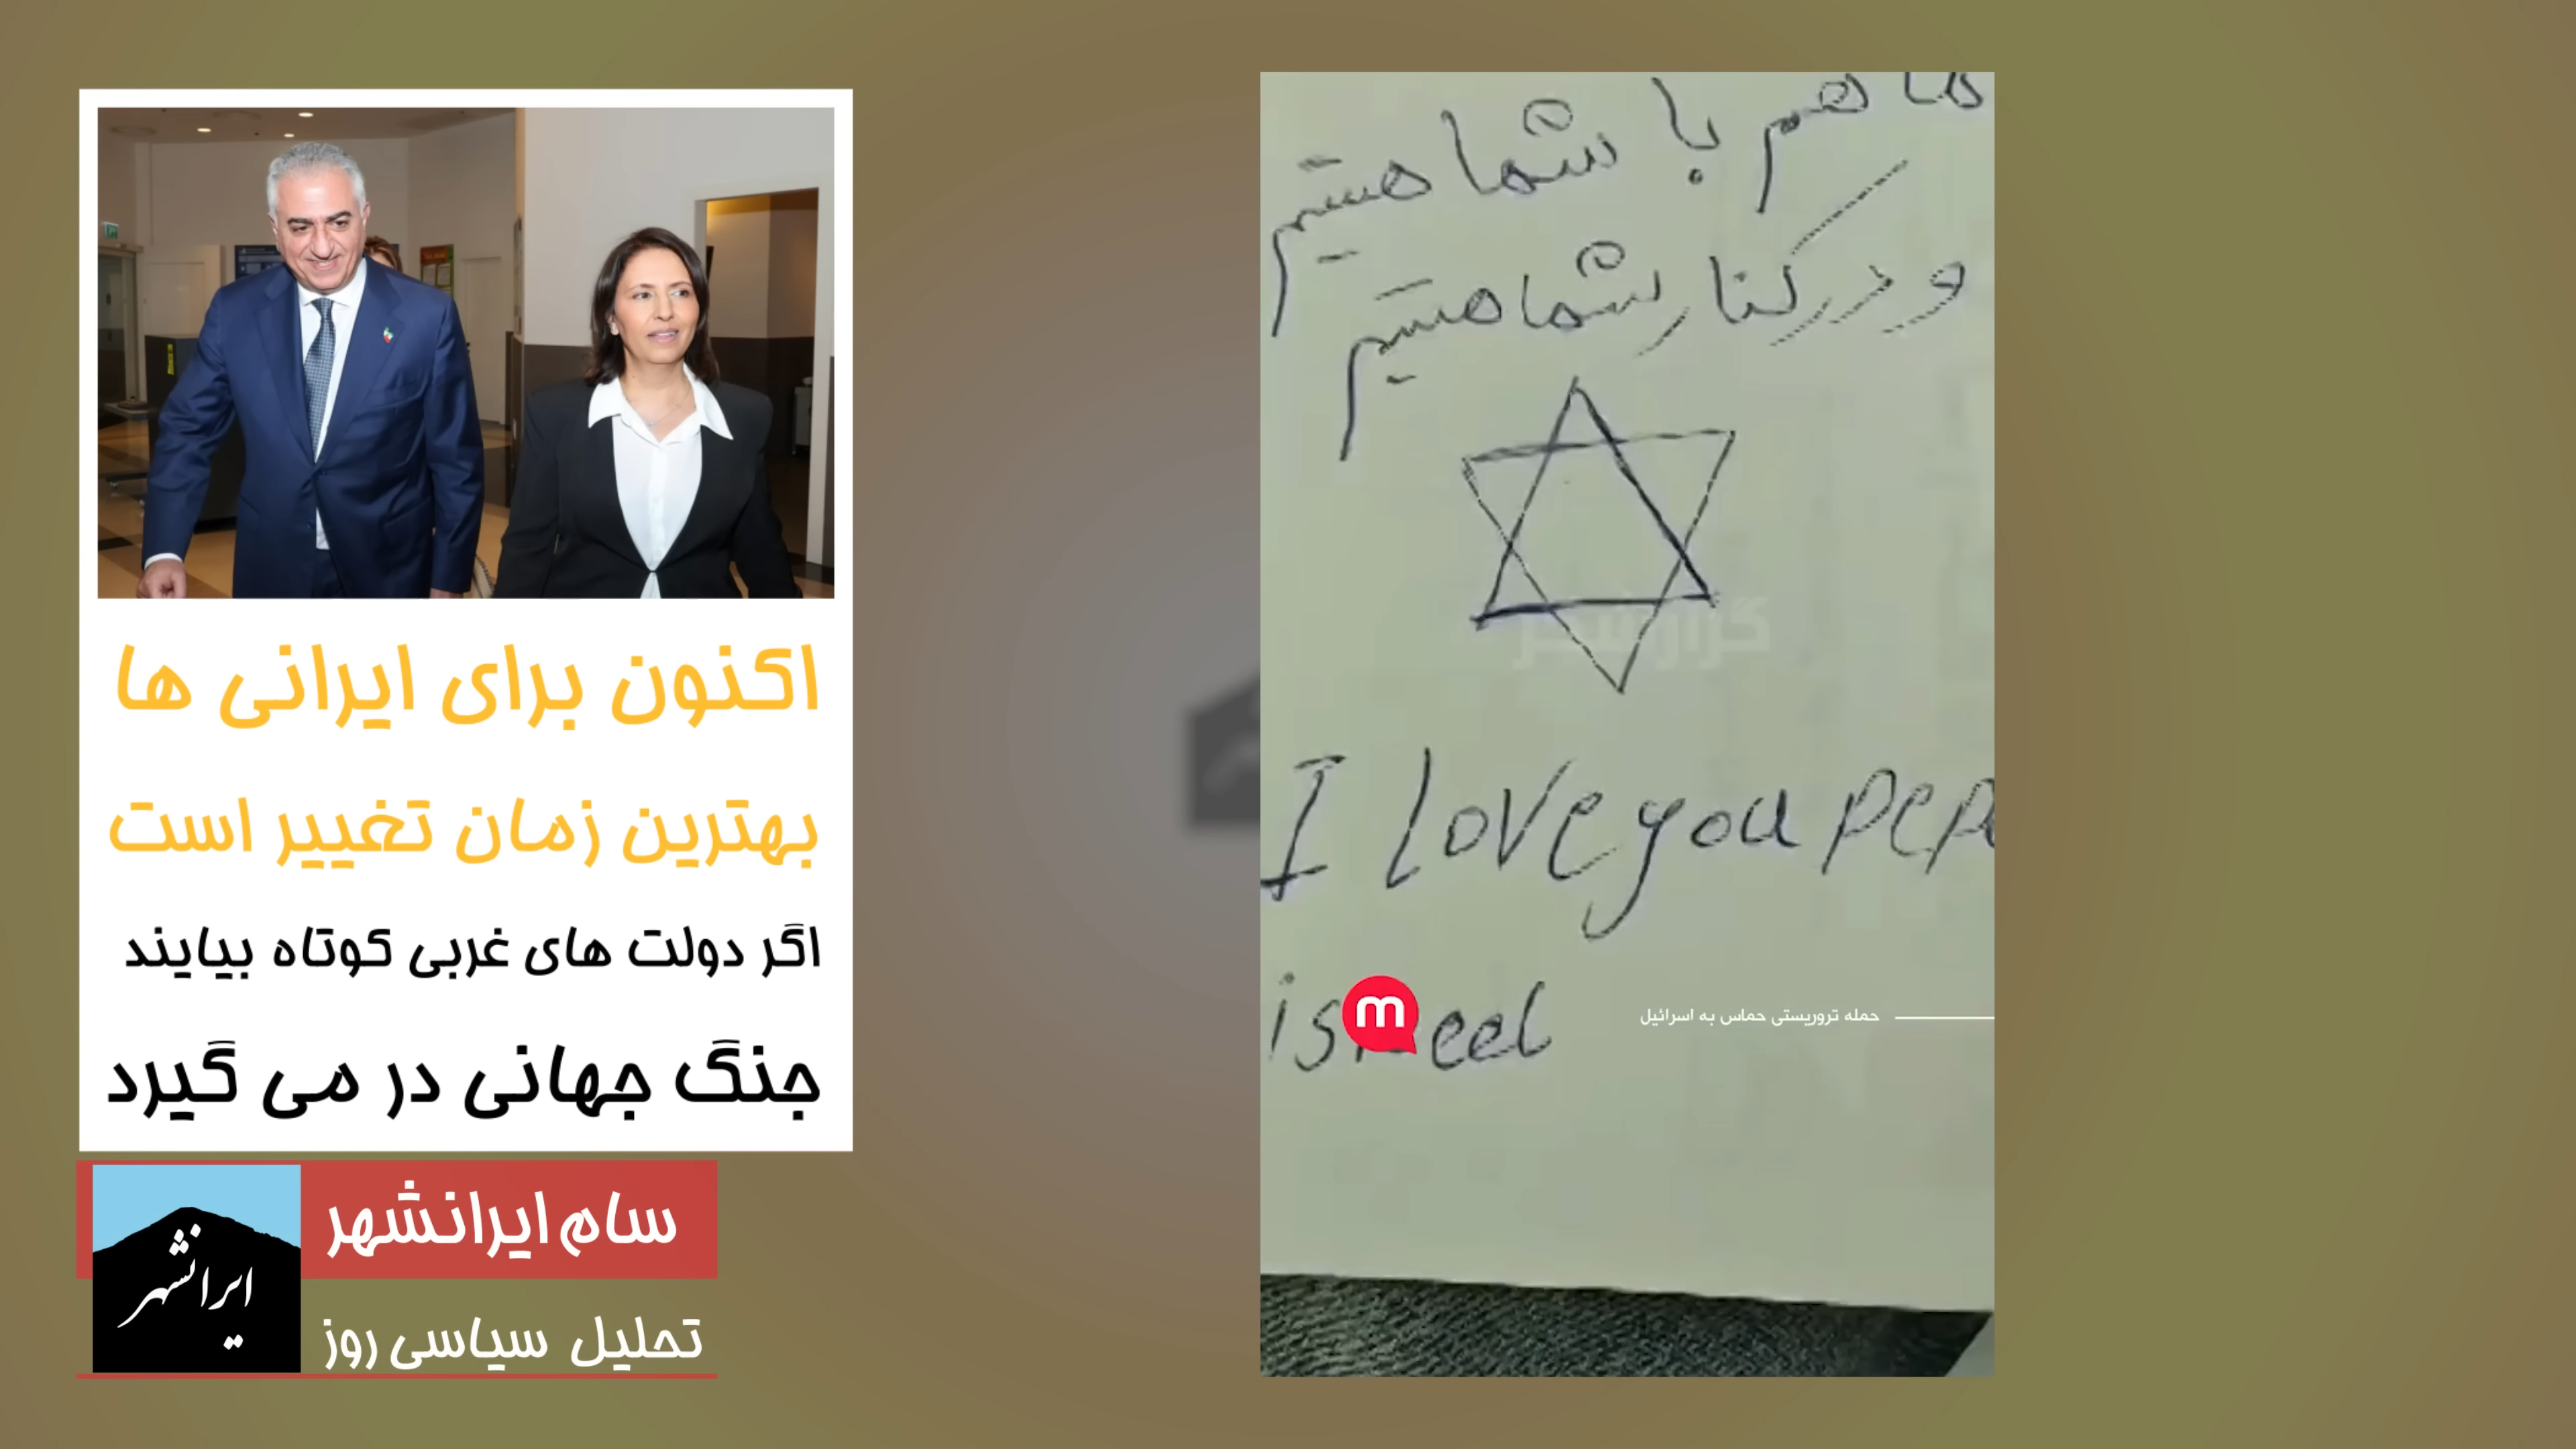 اکنون برای ایرانی ها
بهترین زمان تغییر است
اگر دولت های غربی کوتاه بیایند
جنگ جهانی در می گیرد
سام ایرانشهر
ایرانشهر
تحلیل سیاسی روز
ما هم با شما هستیم
و در کنار شما هستیم
I love you pep
is eel
m
حمله تروریستی حماس به اسرائیل